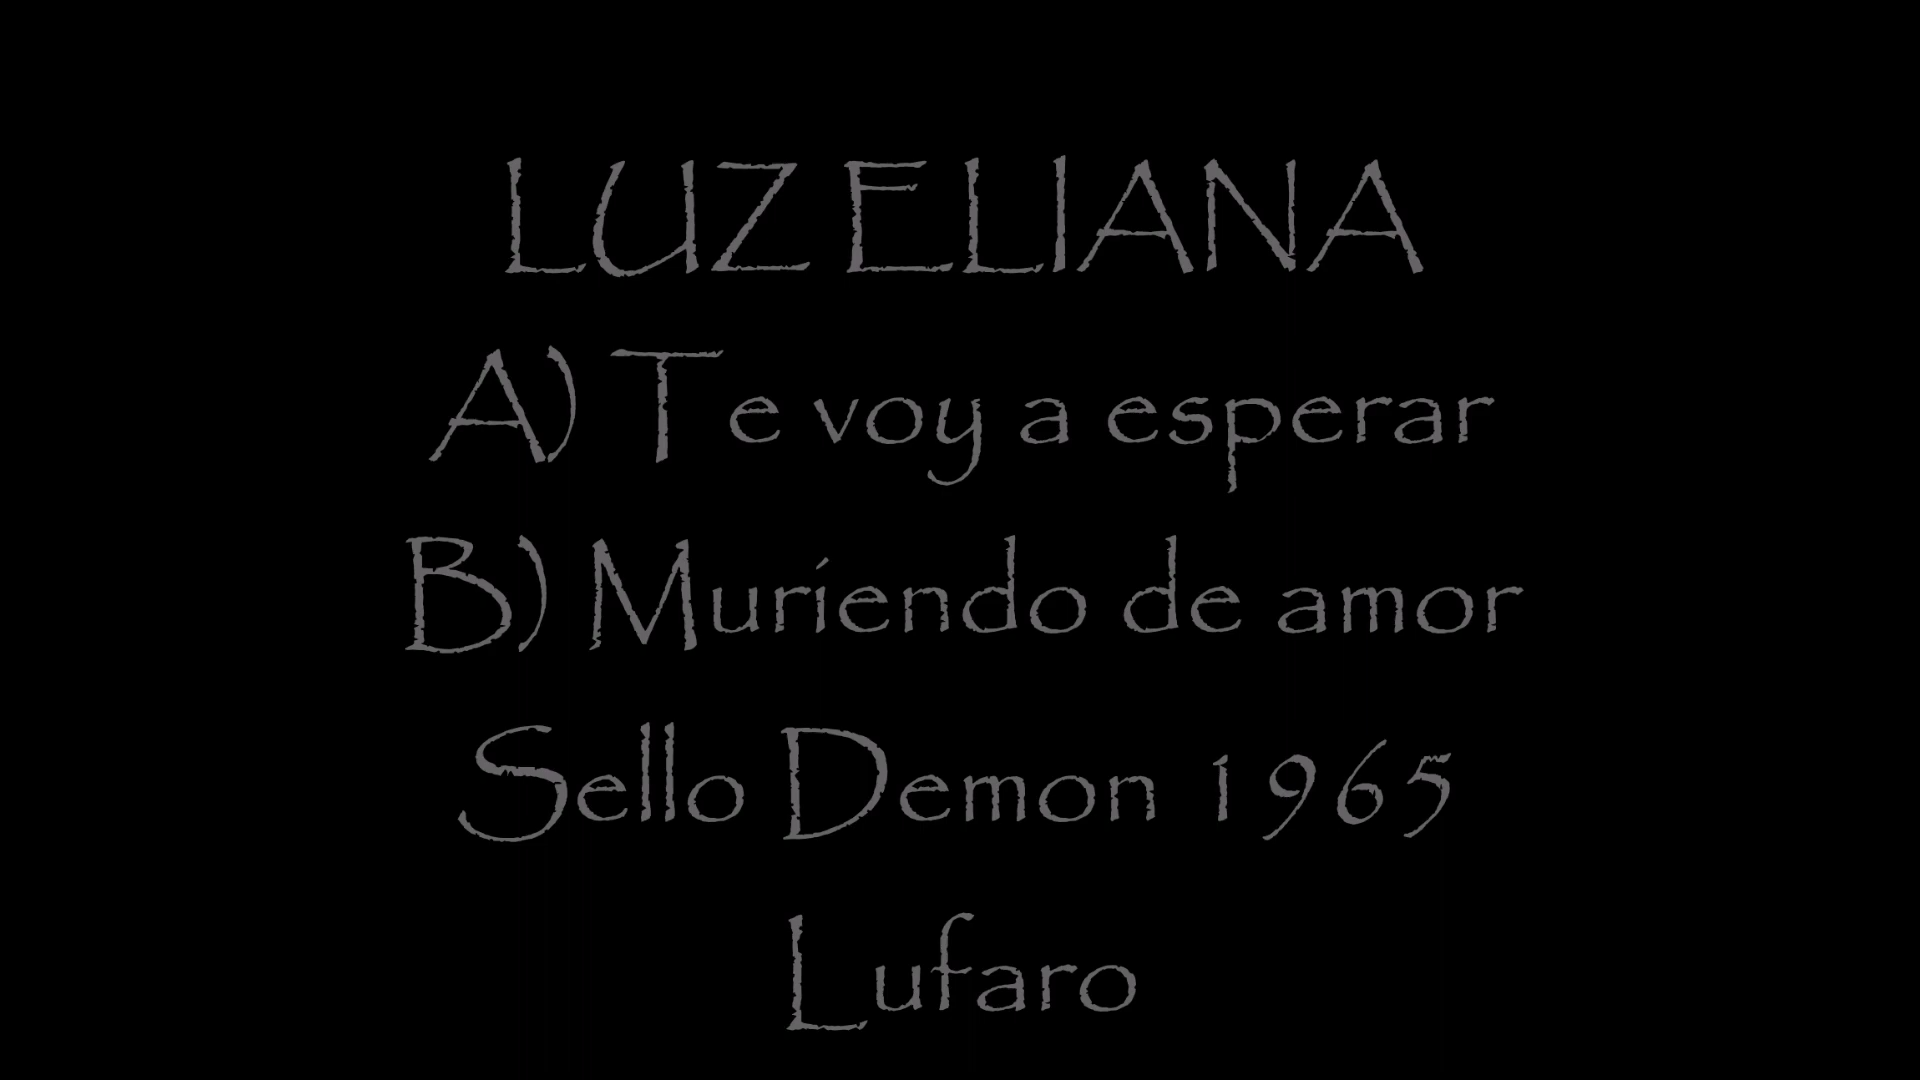 LUZ ELIANA
A) Te voy a esperar
B) Muriendo de amor
Sello Demon 1965
Lufaro